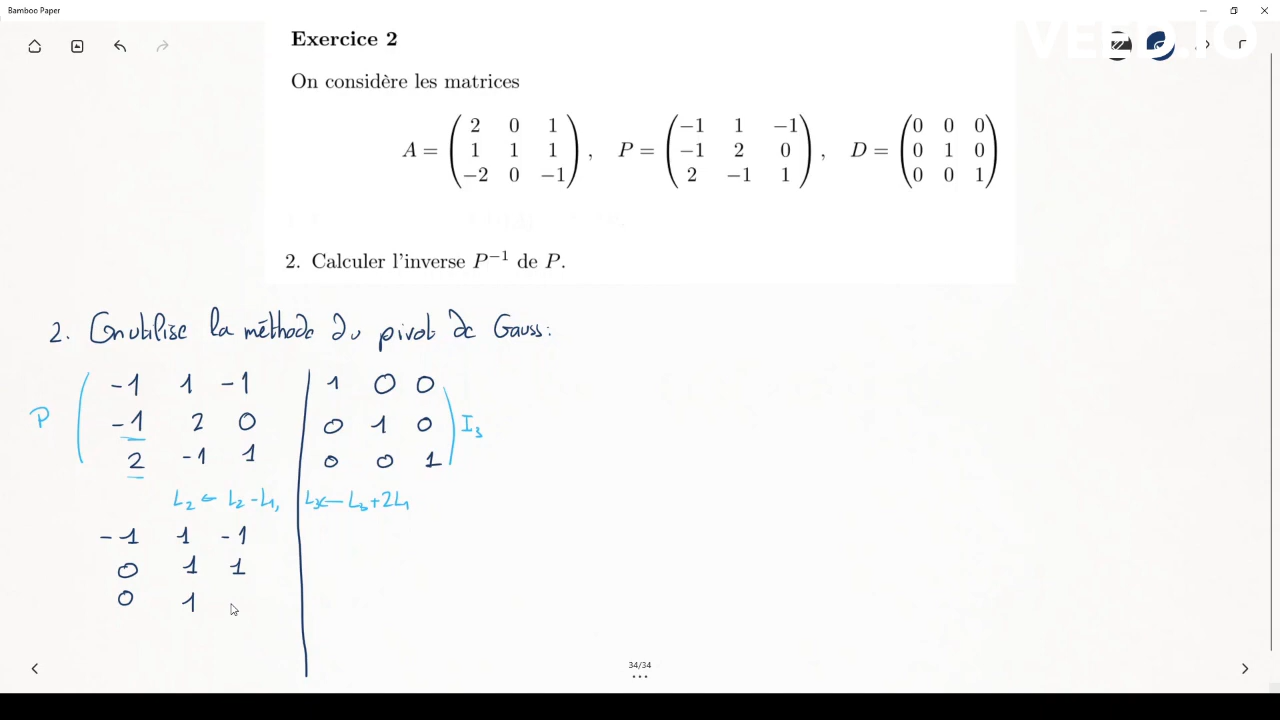 Bamboo Paper
VEED.IO
Exercice 2
On considère les matrices
A = ( 2 0 1 ; 1 1 1 ; −2 0 −1 ) , P = ( −1 1 −1 ; −1 2 0 ; 2 −1 1 ) , D = ( 0 0 0 ; 0 1 0 ; 0 0 1 )
2. Calculer l'inverse P⁻¹ de P.
2. On utilise la méthode du pivot de Gauss:
-1 1 -1 | 1 0 0
P ( -1 2 0 | 0 1 0 ) I₃
2 -1 1 | 0 0 1
L₂ ← L₂ - L₁, L₃ ← L₃ + 2L₁
-1 1 -1
0 1 1
0 1
34/34